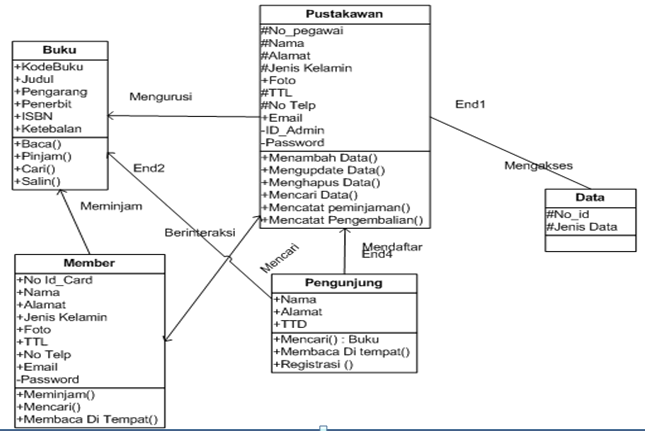 Pustakawan
#No_pegawai
#Nama
#Alamat
#Jenis Kelamin
+Foto
#TTL
#No Telp
+Email
-ID_Admin
-Password
+Menambah Data()
+Mengupdate Data()
+Menghapus Data()
+Mencari Data()
+Mencatat peminjaman()
+Mencatat Pengembalian()
Buku
+KodeBuku
+Judul
+Pengarang
+Penerbit
+ISBN
+Ketebalan
+Baca()
+Pinjam()
+Cari()
+Salin()
Mengurusi
End1
Mengakses
End2
Meminjam
Berinteraksi
Mencari
Mendaftar
End4
Data
#No_id
#Jenis Data
Member
+No Id_Card
+Nama
+Alamat
+Jenis Kelamin
+Foto
+TTL
+No Telp
+Email
-Password
+Meminjam()
+Mencari()
+Membaca Di Tempat()
Pengunjung
+Nama
+Alamat
+TTD
+Mencari() : Buku
+Membaca Di tempat()
+Registrasi ()